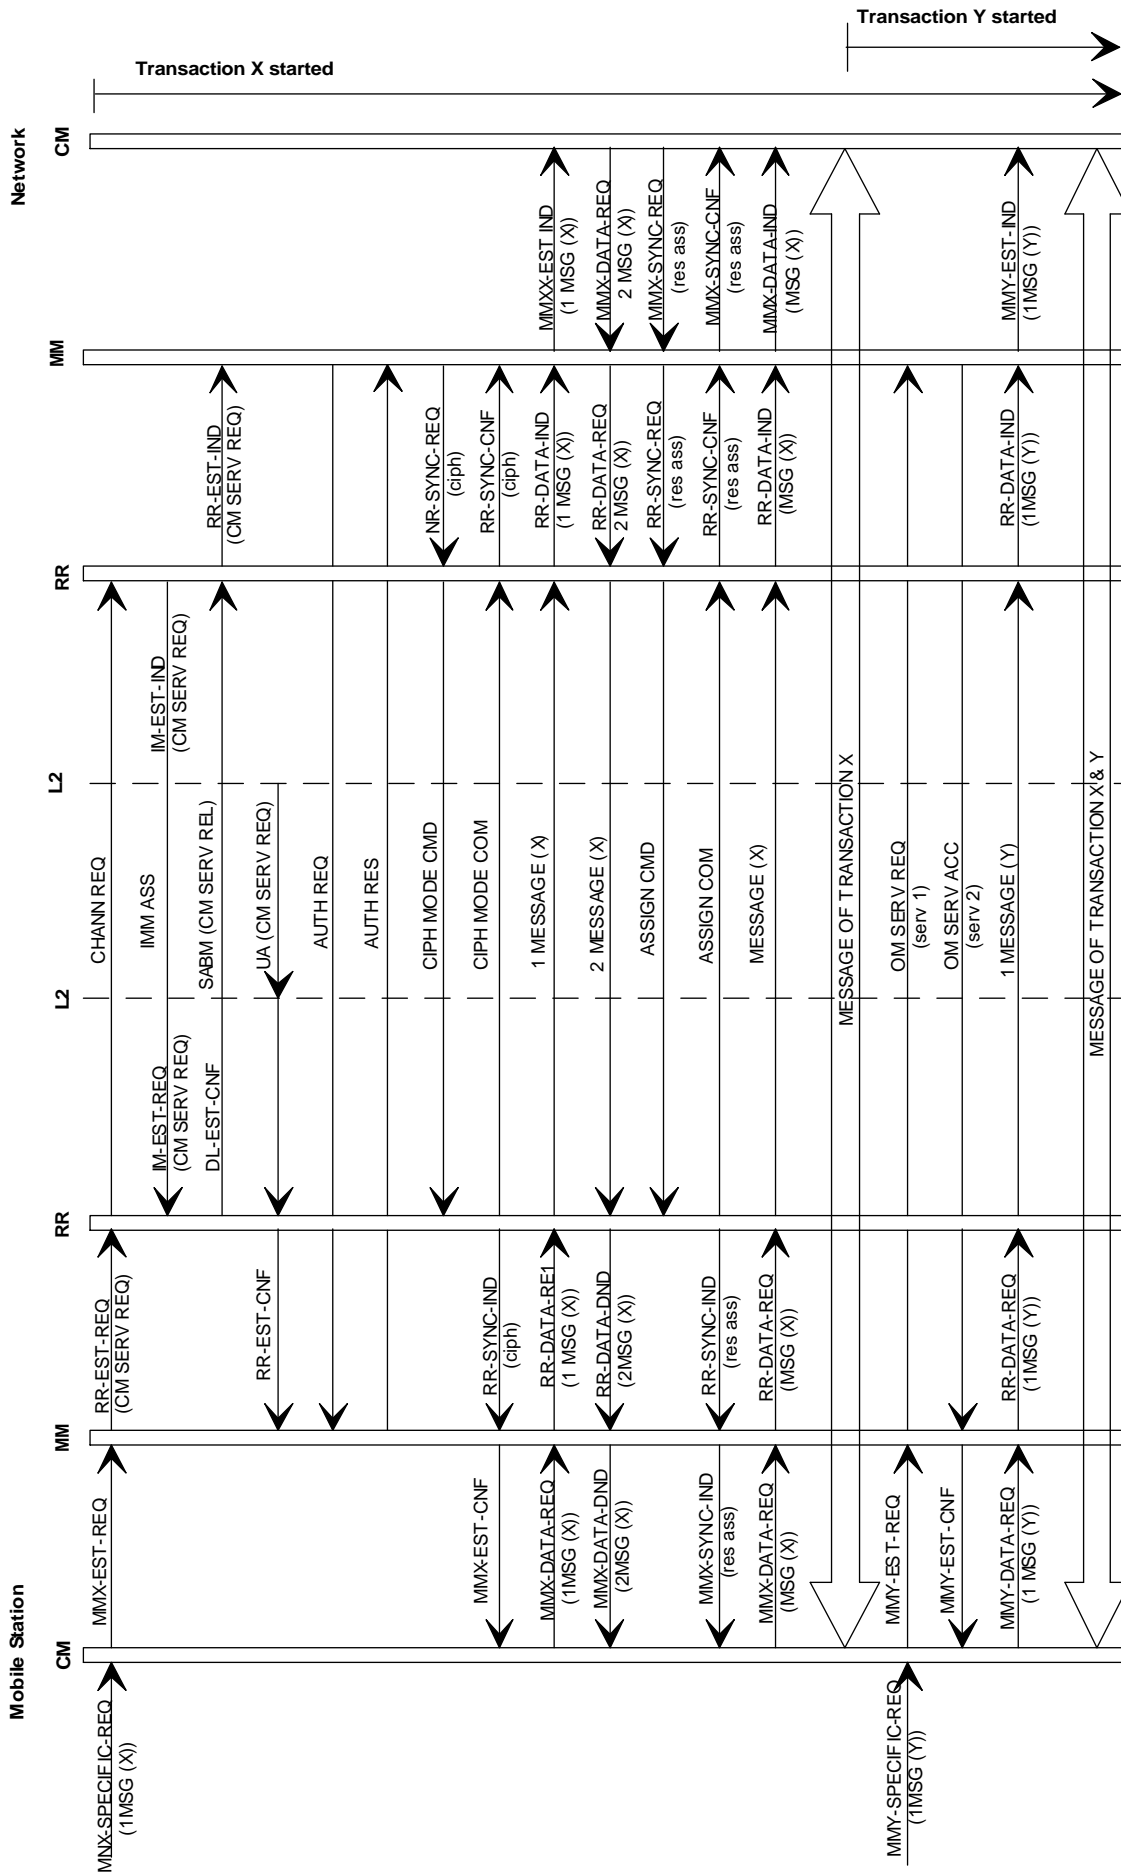 Mobile Station
Network
CM
MM
RR
L2
L2
RR
MM
CM
Transaction X started
Transaction Y started
MNX-SPECIFIC-REQ
(1MSG (X))
MMX-EST-REQ
RR-EST-REQ
(CM SERV REQ)
CHANN REQ
IM-EST-REQ
(CM SERV REQ)
IMM ASS
IM-EST-IND
(CM SERV REQ)
DL-EST-CNF
SABM (CM SERV REL)
RR-EST-IND
(CM SERV REQ)
RR-EST-CNF
UA (CM SERV REQ)
AUTH REQ
AUTH RES
CIPH MODE CMD
NR-SYNC-REQ
(ciph)
MMX-EST-CNF
RR-SYNC-IND
(ciph)
CIPH MODE COM
RR-SYNC-CNF
(ciph)
MMX-DATA-REQ
(1MSG (X))
RR-DATA-RE1
(1 MSG (X))
1 MESSAGE (X)
RR-DATA-IND
(1 MSG (X))
MMXX-EST IND
(1 MSG (X))
MMX-DATA-DND
(2MSG (X))
RR-DATA-DND
(2MSG (X))
2 MESSAGE (X)
RR-DATA-REQ
2 MSG (X))
MMX-DATA-REQ
2 MSG (X))
ASSIGN CMD
RR-SYNC-REQ
(res ass)
MMX-SYNC-REQ
(res ass)
MMX-SYNC-IND
(res ass)
RR-SYNC-IND
(res ass)
ASSIGN COM
RR-SYNC-CNF
(res ass)
MMX-SYNC-CNF
(res ass)
MMX-DATA-REQ
(MSG (X))
RR-DATA-REQ
(MSG (X))
MESSAGE (X)
RR-DATA-IND
(MSG (X))
MMX-DATA-IND
(MSG (X))
MESSAGE OF TRANSACTION X
MMY-SPECIFIC-REQ
(1MSG (Y))
MMY-EST-REQ
OM SERV REQ
(serv 1)
MMY-EST-CNF
OM SERV ACC
(serv 2)
MMY-DATA-REQ
(1 MSG (Y))
RR-DATA-REQ
(1MSG (Y))
1 MESSAGE (Y)
RR-DATA-IND
(1MSG (Y))
MMY-EST-IND
(1MSG (Y))
MESSAGE OF TRANSACTION X & Y